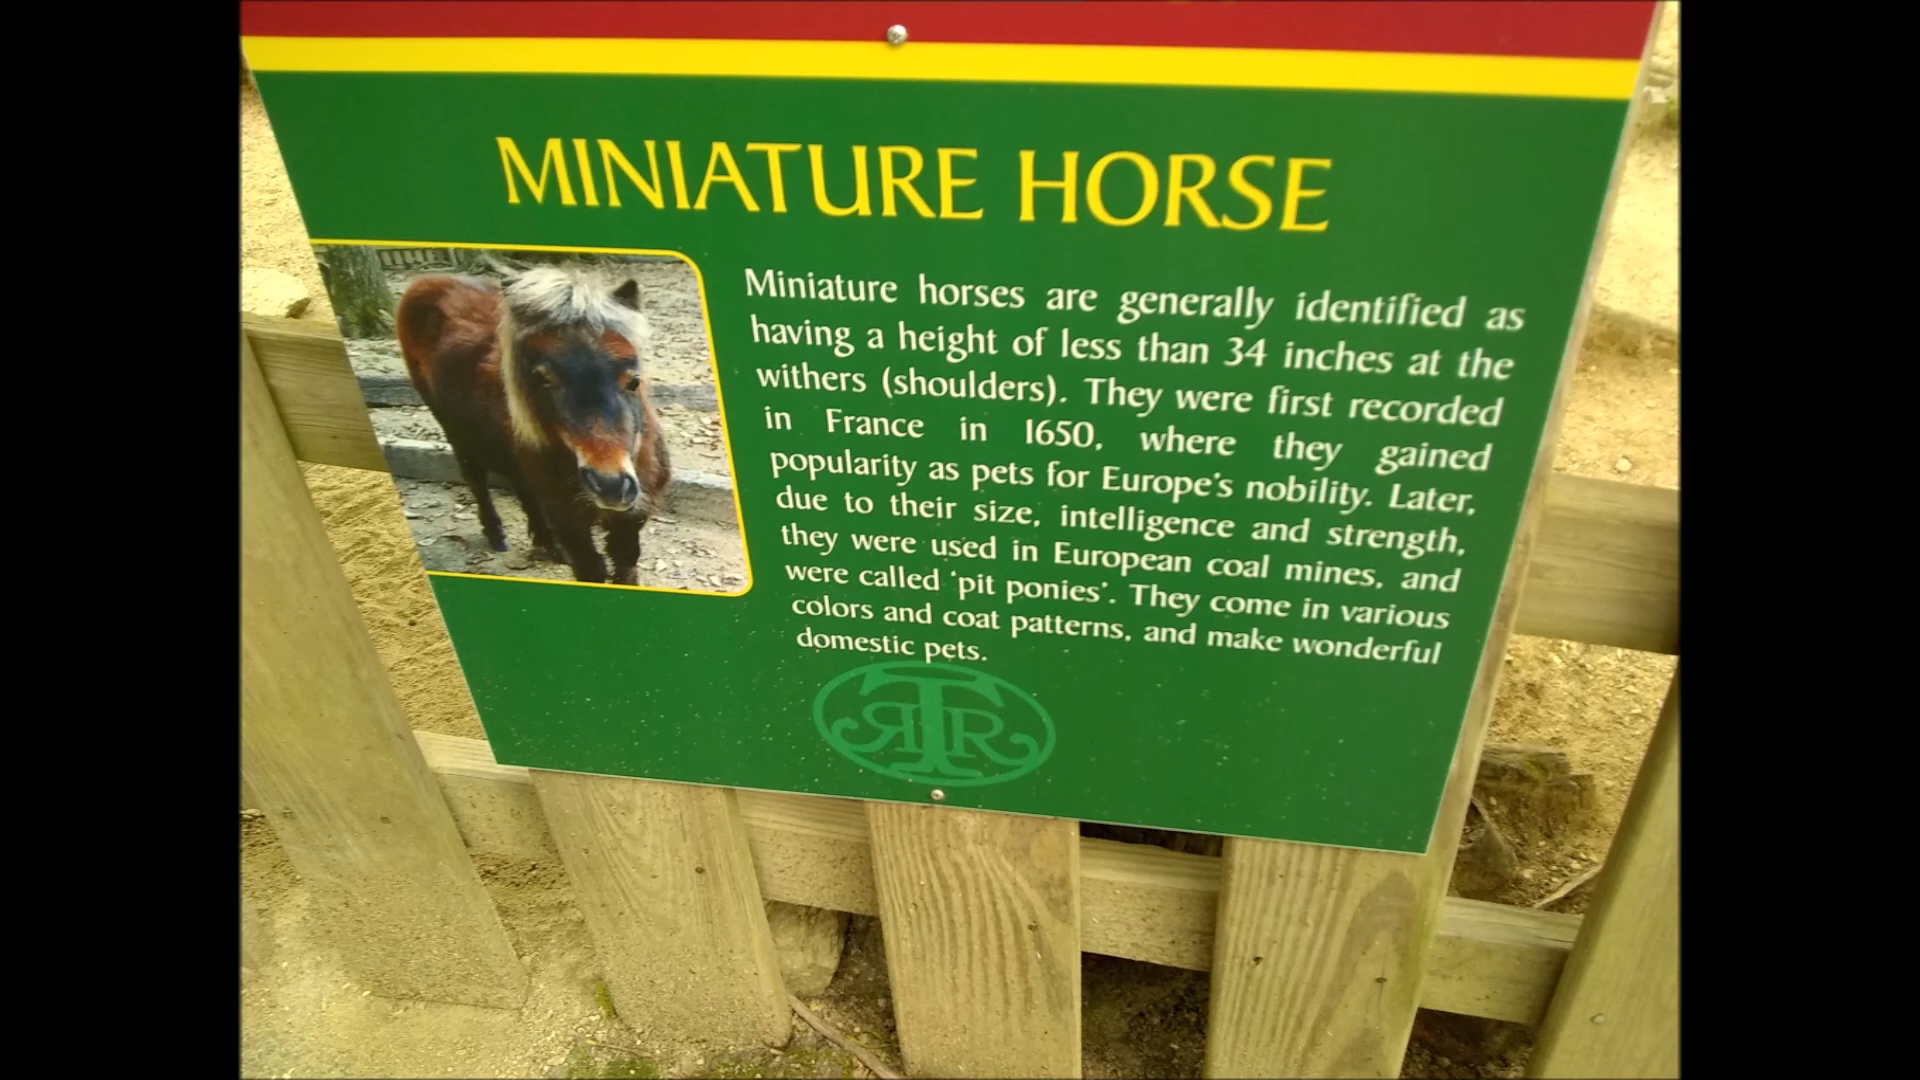 MINIATURE HORSE
Miniature horses are generally identified as
having a height of less than 34 inches at the
withers (shoulders). They were first recorded
in France in 1650, where they gained
popularity as pets for Europe's nobility. Later,
due to their size, intelligence and strength,
they were used in European coal mines, and
were called 'pit ponies'. They come in various
colors and coat patterns, and make wonderful
domestic pets.
RTR